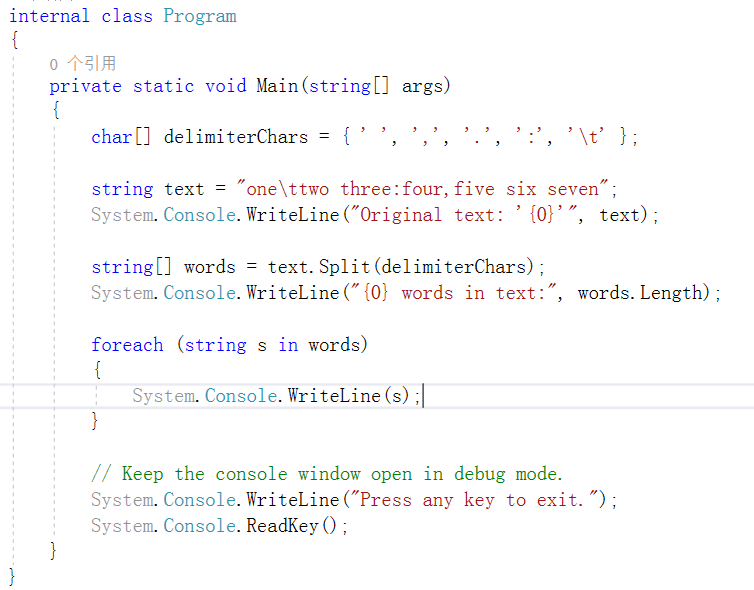 internal class Program
{
0 个引用
private static void Main(string[] args)
{
char[] delimiterChars = { ' ', ',', '.', ':', '\t' };
string text = "one\ttwo three:four,five six seven";
System.Console.WriteLine("Original text: '{0}'", text);
string[] words = text.Split(delimiterChars);
System.Console.WriteLine("{0} words in text:", words.Length);
foreach (string s in words)
{
System.Console.WriteLine(s);
}
// Keep the console window open in debug mode.
System.Console.WriteLine("Press any key to exit.");
System.Console.ReadKey();
}
}